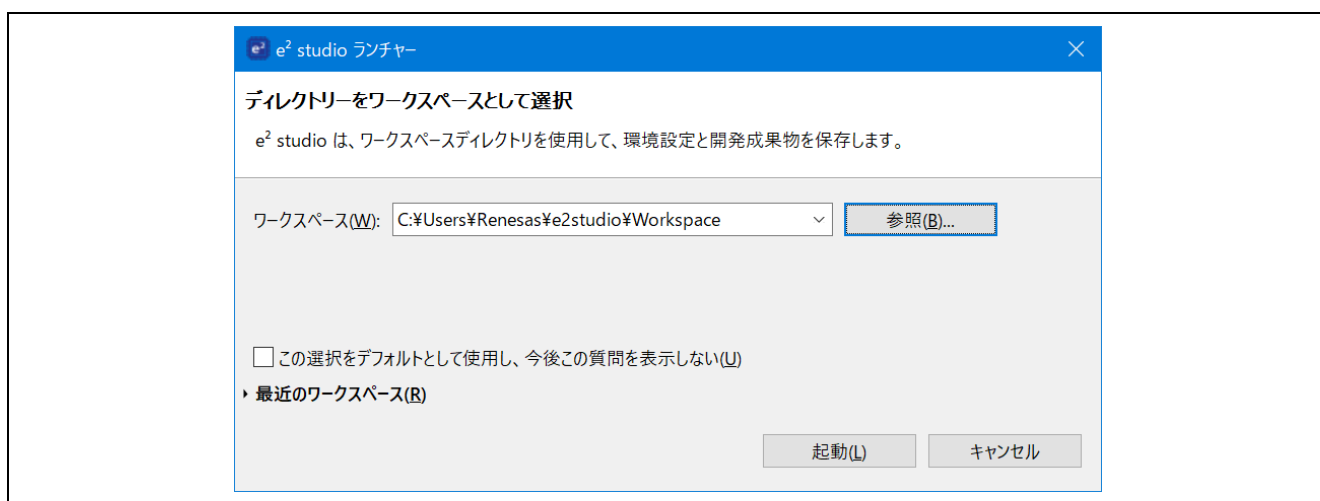 e² e² studio ランチャー
ディレクトリーをワークスペースとして選択
e² studio は、ワークスペースディレクトリを使用して、環境設定と開発成果物を保存します。
ワークスペース(W): C:¥Users¥Renesas¥e2studio¥Workspace 参照(B)...
この選択をデフォルトとして使用し、今後この質問を表示しない(U)
最近のワークスペース(R)
起動(L) キャンセル